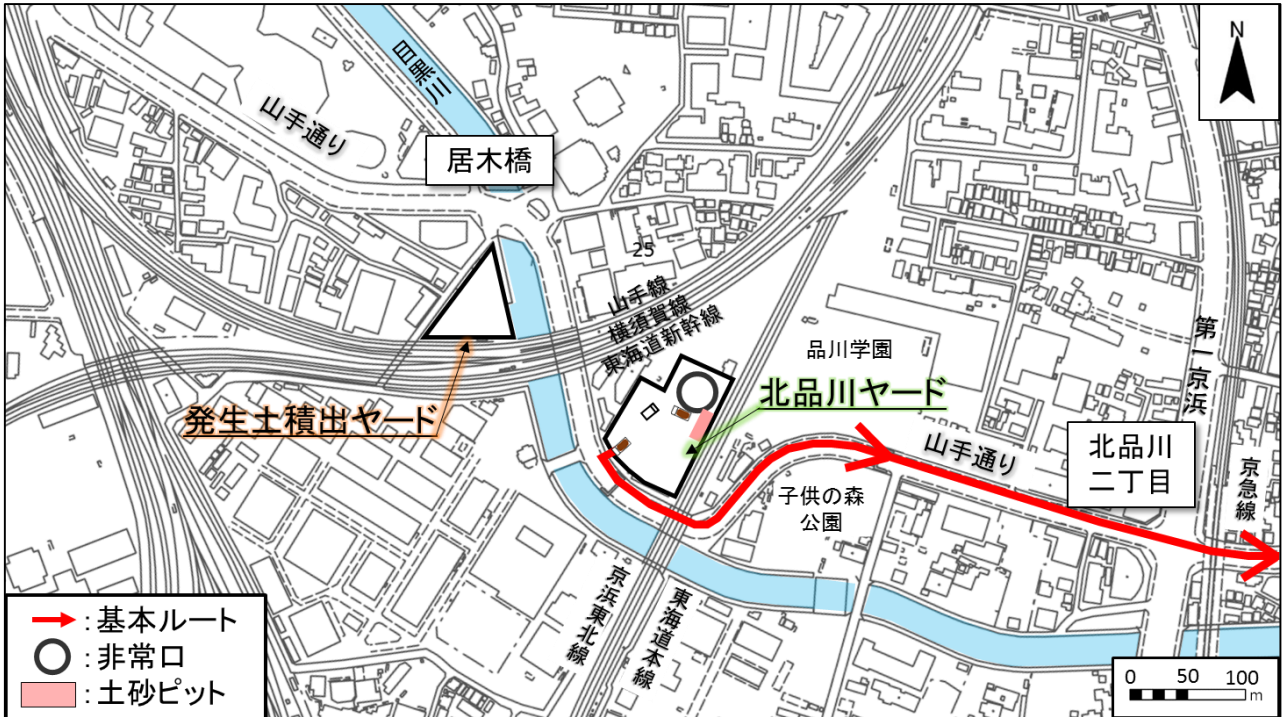 N
目黒川
山手通り
居木橋
25
山手線
横須賀線
東海道新幹線
品川学園
第一京浜
発生土積出ヤード
北品川ヤード
山手通り
北品川
二丁目
京急線
子供の森
公園
京浜東北線
東海道本線
:基本ルート
:非常口
:土砂ピット
0 50 100
m